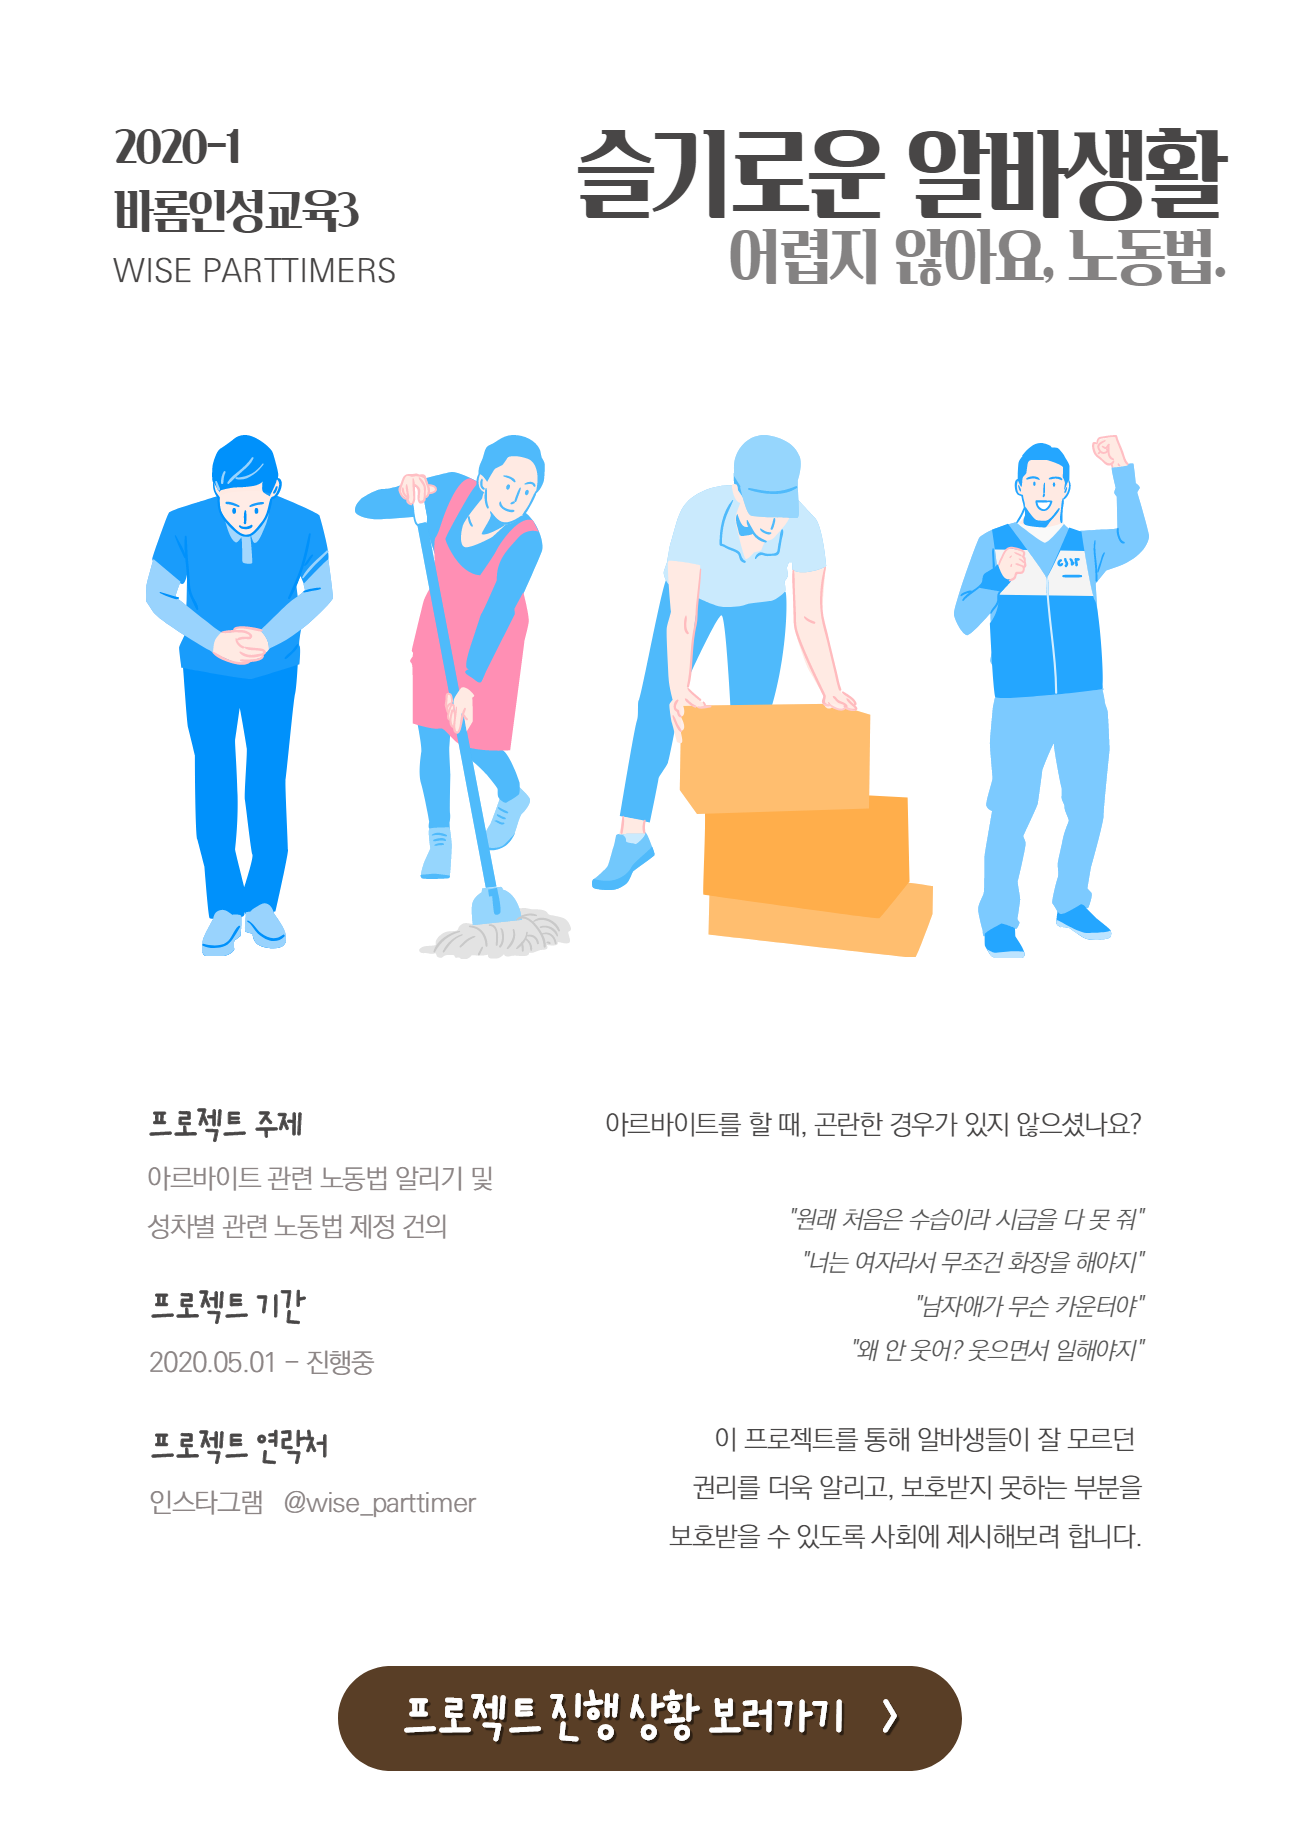 2020-1
바롬인성교육3
WISE PARTTIMERS
슬기로운 알바생활
어렵지 않아요, 노동법.
프로젝트 주제
아르바이트 관련 노동법 알리기 및
성차별 관련 노동법 제정 건의
프로젝트 기간
2020.05.01 - 진행중
프로젝트 연락처
인스타그램 @wise_parttimer
아르바이트를 할 때, 곤란한 경우가 있지 않으셨나요?
"원래 처음은 수습이라 시급을 다 못 줘"
"너는 여자라서 무조건 화장을 해야지"
"남자애가 무슨 카운터야"
"왜 안 웃어? 웃으면서 일해야지"
이 프로젝트를 통해 알바생들이 잘 모르던
권리를 더욱 알리고, 보호받지 못하는 부분을
보호받을 수 있도록 사회에 제시해보려 합니다.
프로젝트 진행 상황 보러가기 >